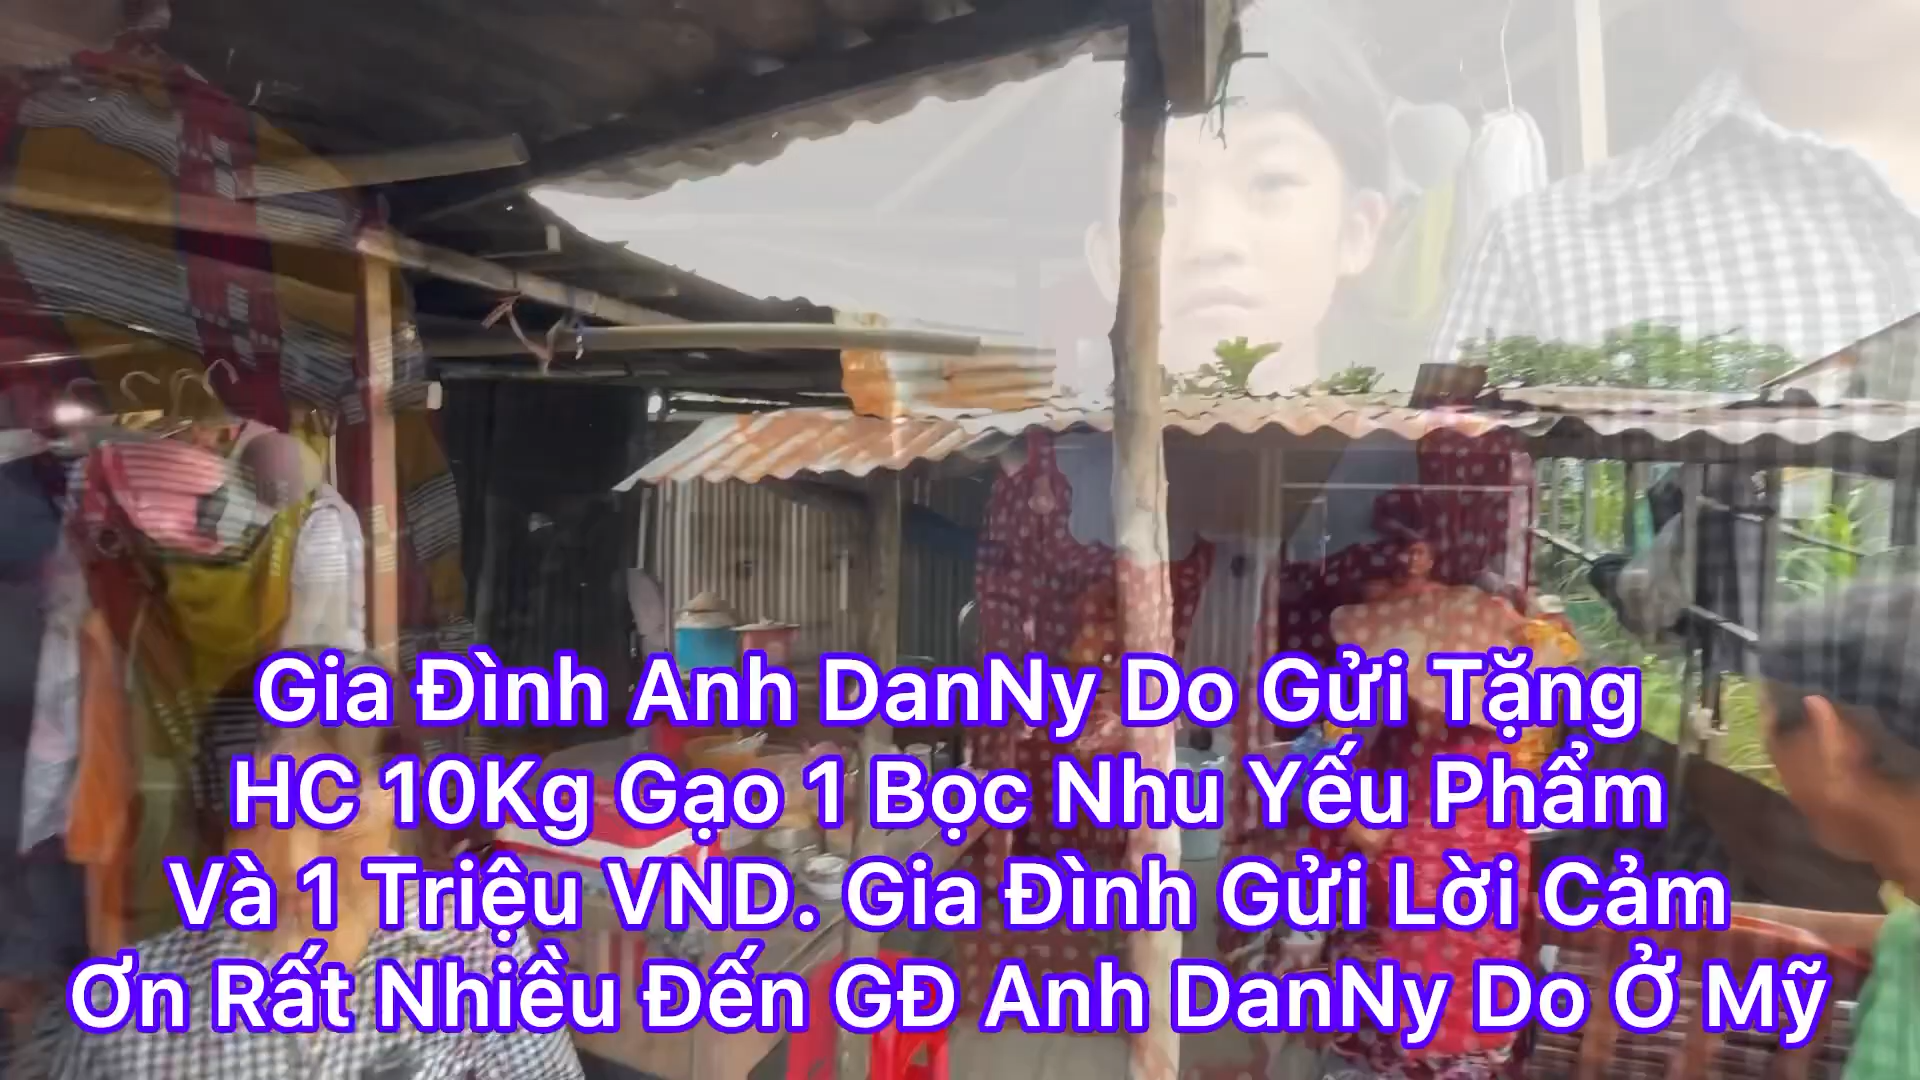 Gia Đình Anh DanNy Do Gửi Tặng
HC 10Kg Gạo 1 Bọc Nhu Yếu Phẩm
Và 1 Triệu VND. Gia Đình Gửi Lời Cảm
Ơn Rất Nhiều Đến GĐ Anh DanNy Do Ở Mỹ